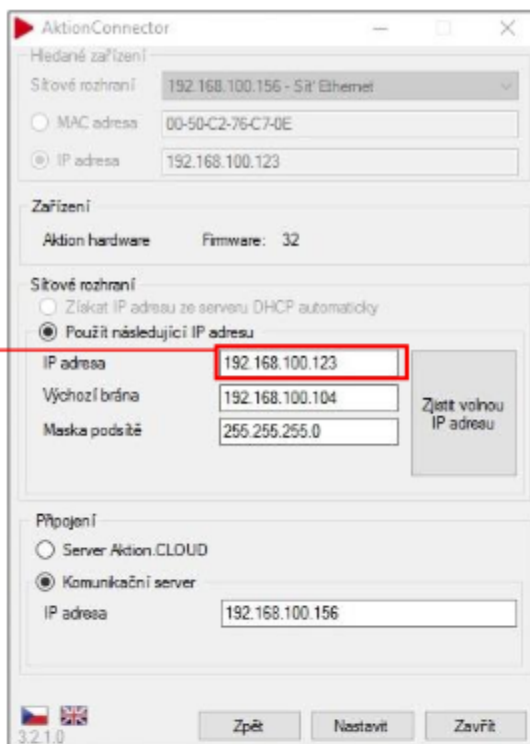 AktionConnector
Hledané zařízení
Síťové rozhraní 192.168.100.156 - Síť Ethernet
MAC adresa 00-50-C2-76-C7-0E
IP adresa 192.168.100.123
Zařízení
Aktion hardware Firmware: 32
Síťové rozhraní
Získat IP adresu ze serveru DHCP automaticky
Použít následující IP adresu
IP adresa 192.168.100.123
Výchozí brána 192.168.100.104
Maska podsítě 255.255.255.0
Zjistit volnou
IP adresu
Připojení
Server Aktion.CLOUD
Komunikační server
IP adresa 192.168.100.156
3.2.1.0
Zpět Nastavit Zavřít